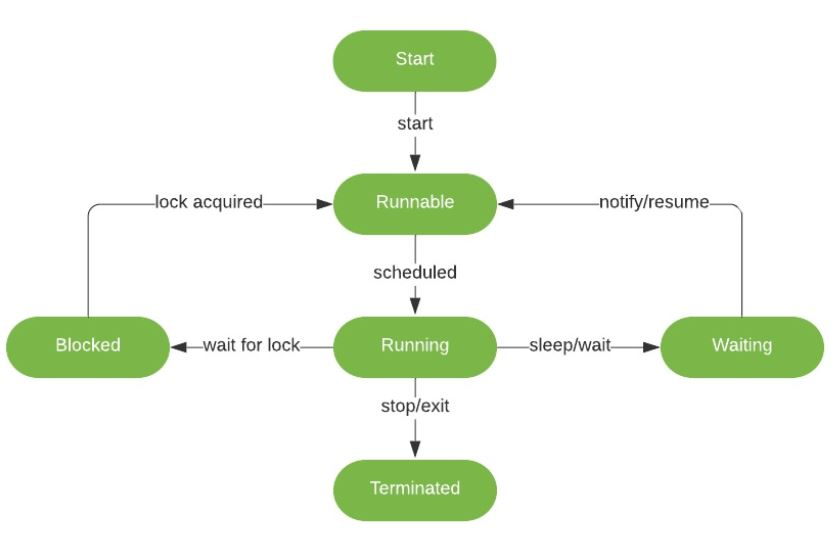 Start
start
lock acquired
Runnable
notify/resume
scheduled
Blocked
wait for lock
Running
sleep/wait
Waiting
stop/exit
Terminated